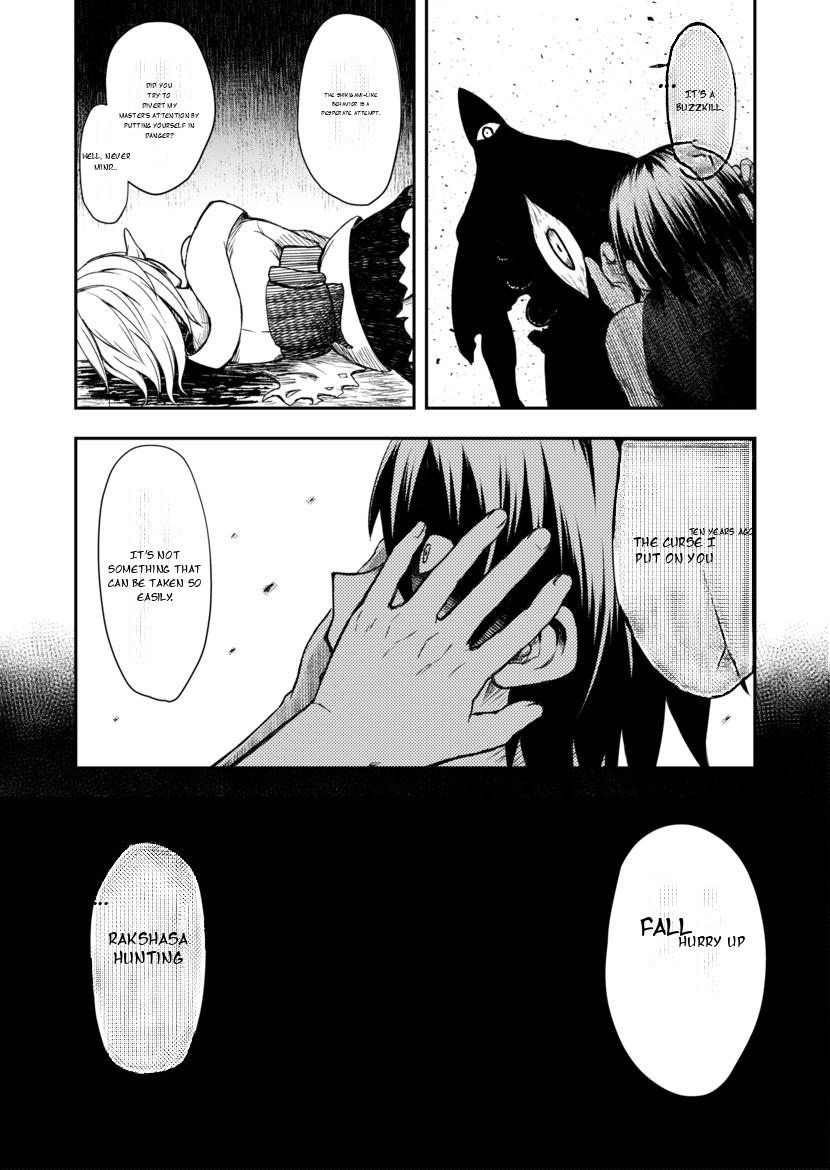 ...
IT'S A
BUZZKILL.
THE SHIKIGAMI-LIKE
BEHAVIOR IS A
DESPERATE ATTEMPT.
DID YOU
TRY TO
DIVERT MY
MASTER'S ATTENTION BY
PUTTING YOURSELF IN
DANGER?
WELL, NEVER
MIND...
TEN YEARS AGO
THE CURSE I
PUT ON YOU
IT'S NOT
SOMETHING THAT
CAN BE TAKEN SO
EASILY.
FALL
HURRY UP
...
RAKSHASA
HUNTING